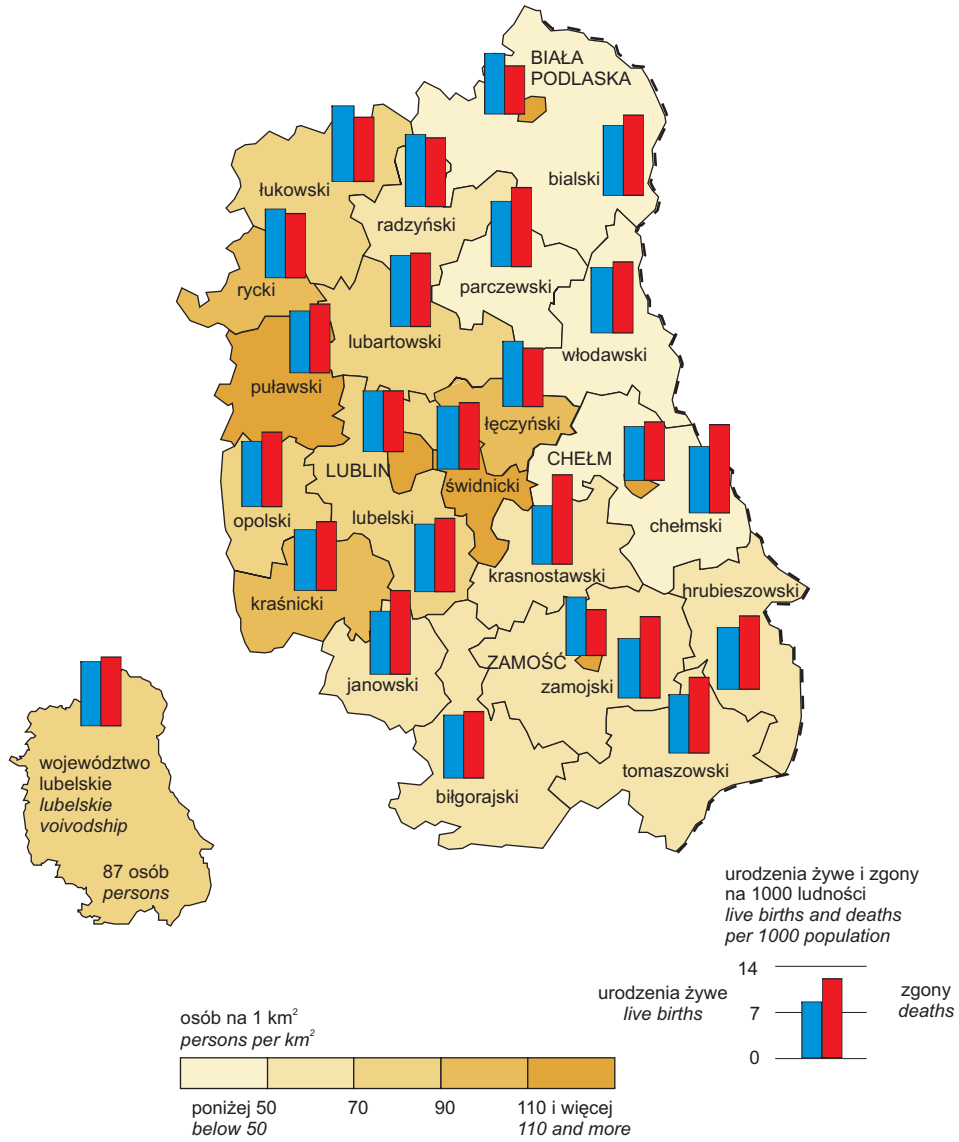 BIAŁA
PODLASKA
bialski
łukowski
radzyński
rycki
parczewski
lubartowski
włodawski
puławski
łęczyński
LUBLIN
świdnicki
CHEŁM
opolski
lubelski
chełmski
krasnostawski
hrubieszowski
kraśnicki
janowski
ZAMOŚĆ
zamojski
tomaszowski
biłgorajski
województwo
lubelskie
lubelskie
voivodship
87 osób
persons
urodzenia żywe i zgony
na 1000 ludności
live births and deaths
per 1000 population
14
7
0
urodzenia żywe
live births
zgony
deaths
osób na 1 km²
persons per km²
poniżej 50 70 90 110 i więcej
below 50 110 and more